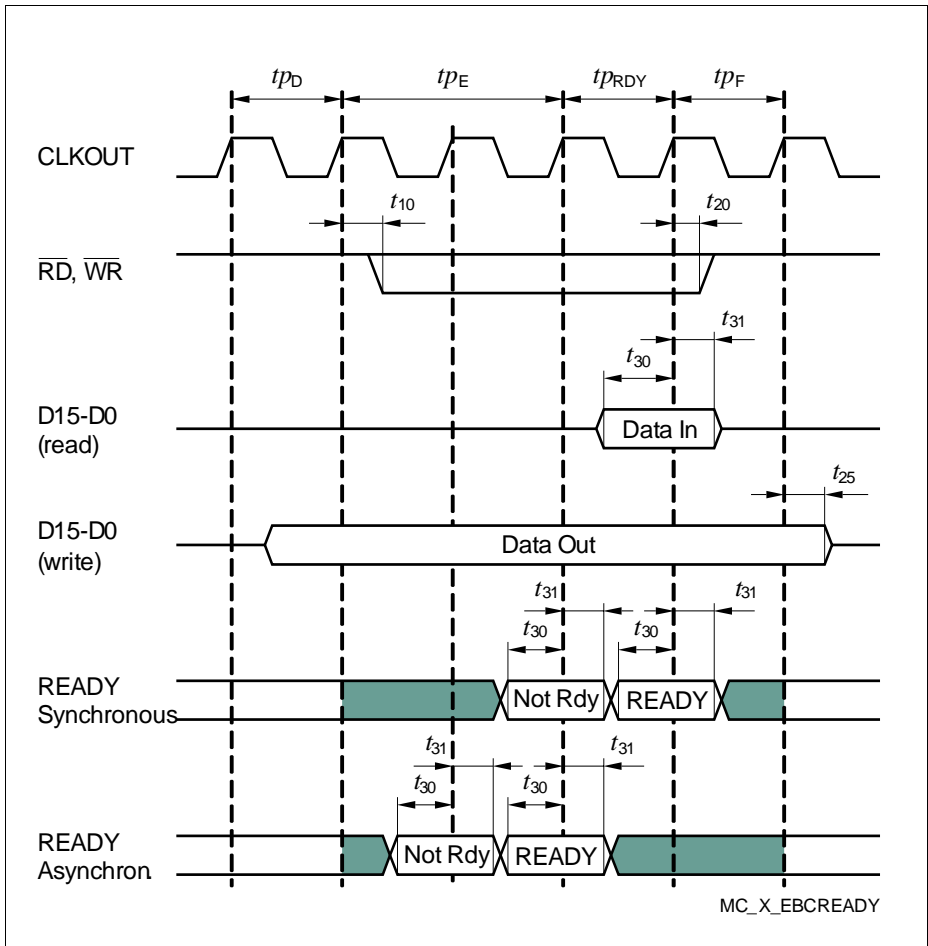 tpD tpE tpRDY tpF
CLKOUT
t10 t20
RD, WR
t31
t30
D15-D0
(read)
Data In
t25
D15-D0
(write)
Data Out
t31 t31
t30 t30
READY
Synchronous
Not Rdy READY
t31 t31
t30 t30
READY
Asynchron.
Not Rdy READY
MC_X_EBCREADY